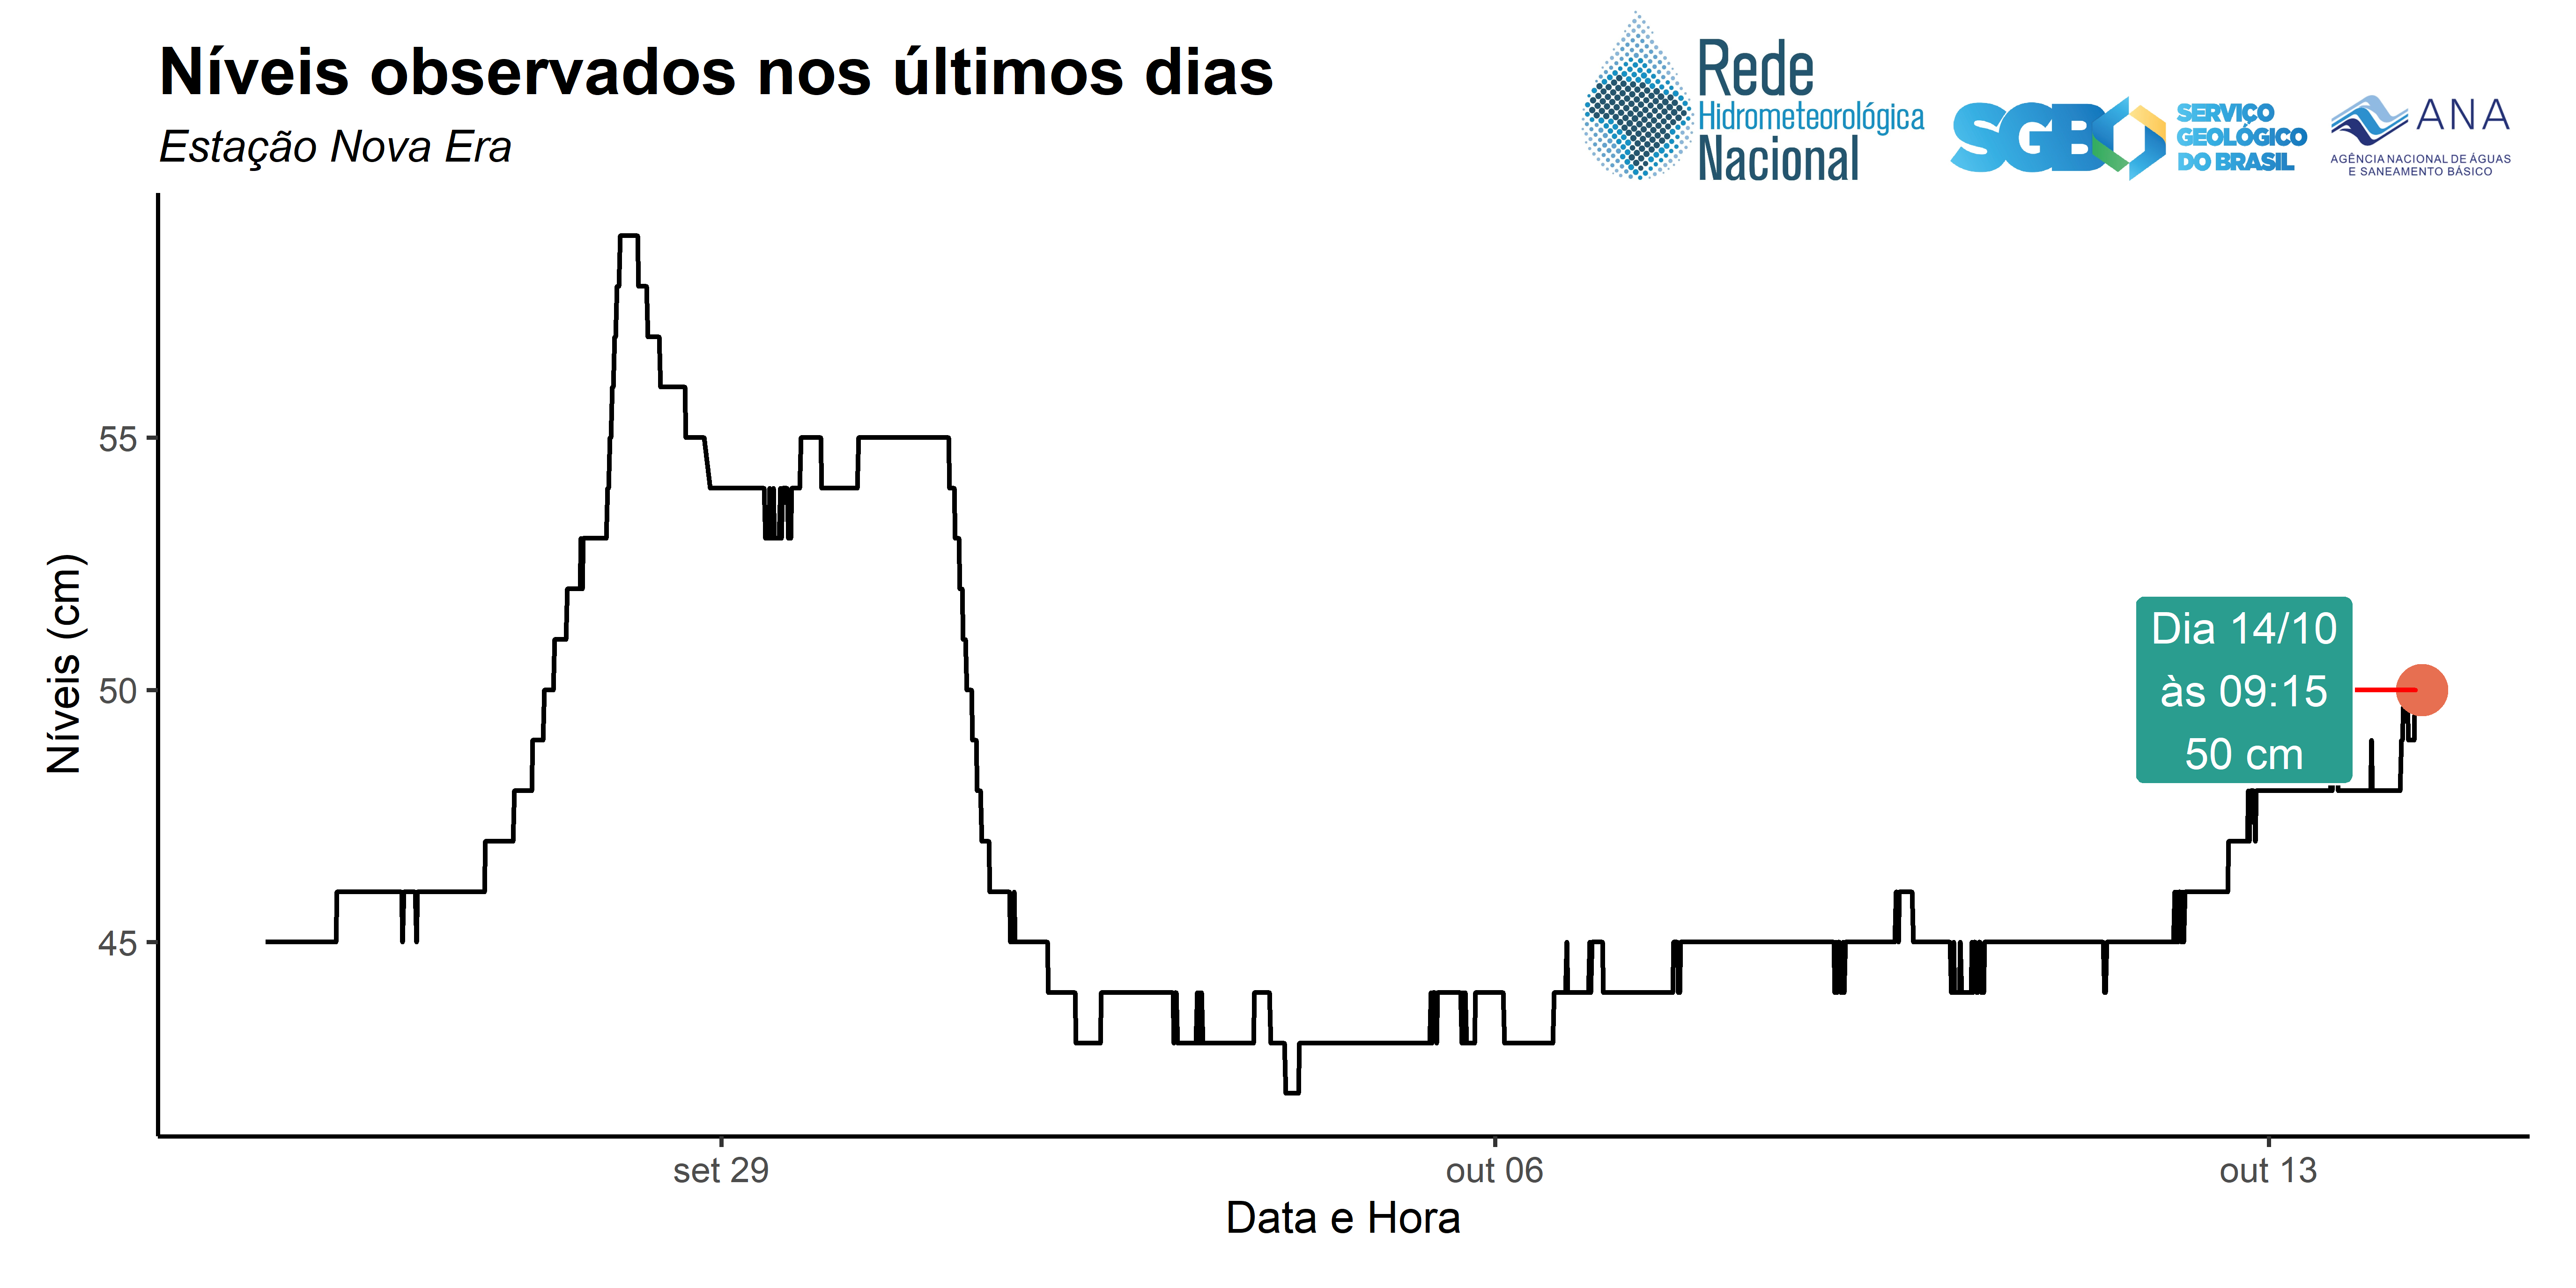 Níveis observados nos últimos dias
Estação Nova Era
Rede
Hidrometeorológica
Nacional
SGB
SERVIÇO
GEOLÓGICO
DO BRASIL
ANA
AGÊNCIA NACIONAL DE ÁGUAS
E SANEAMENTO BÁSICO
Níveis (cm)
55
50
45
Dia 14/10
às 09:15
50 cm
set 29
out 06
out 13
Data e Hora